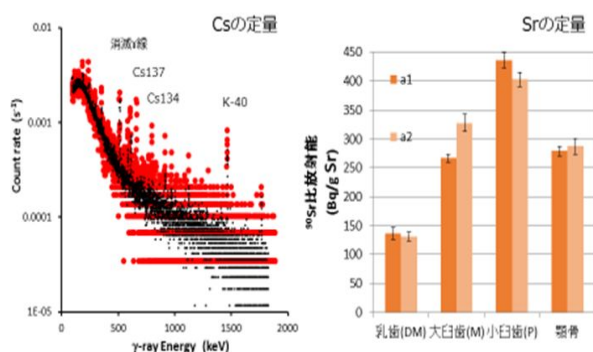 Csの定量
0.01
0.001
0.0001
1E-05
Count rate (s⁻¹)
消滅γ線
Cs137
Cs134
K-40
0
500
1000
1500
2000
γ-ray Energy (keV)
Srの定量
450
400
350
300
250
200
150
100
50
0
⁹⁰Sr比放射能
(Bq/g Sr)
a1
a2
乳歯(DM) 大臼歯(M) 小臼歯(P) 顎骨